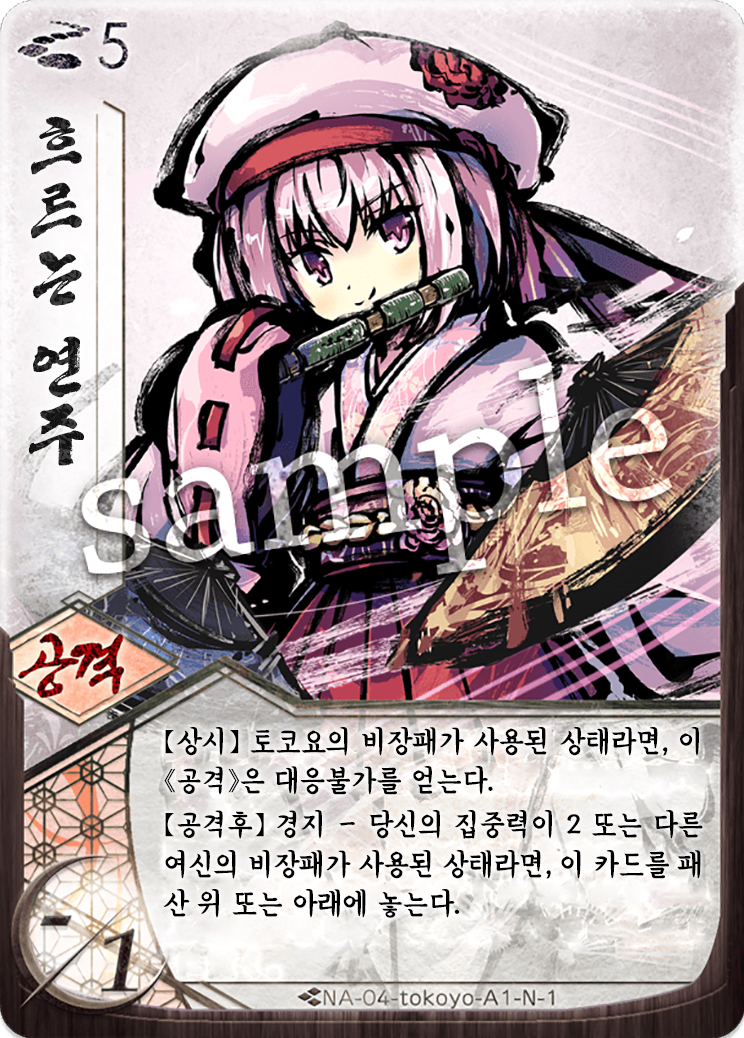 5
흐르는 연주
sample
공격
【상시】 토코요의 비장패가 사용된 상태라면, 이
《공격》은 대응불가를 얻는다.
【공격후】 경지 - 당신의 집중력이 2 또는 다른
여신의 비장패가 사용된 상태라면, 이 카드를 패
산 위 또는 아래에 놓는다.
-/1
NA-04-tokoyo-A1-N-1